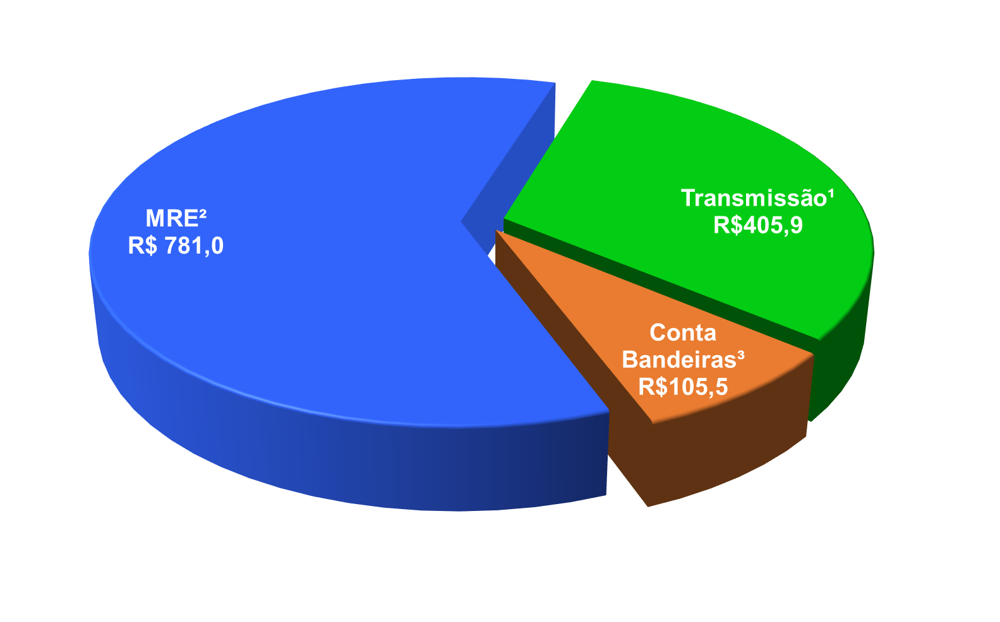 MRE²
R$ 781,0
Transmissão¹
R$405,9
Conta
Bandeiras³
R$105,5